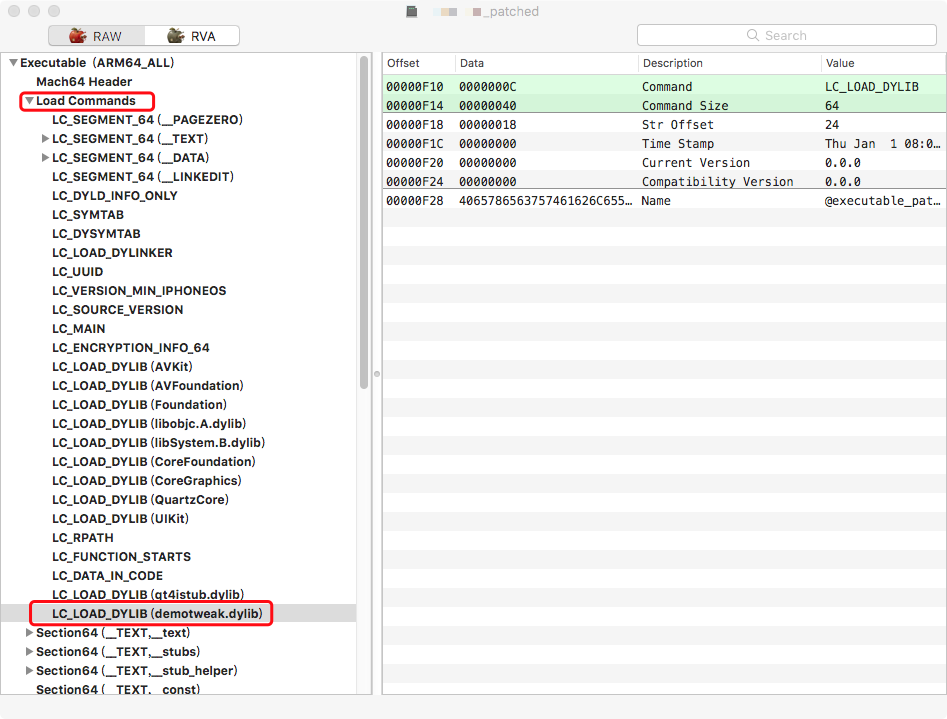 _patched
RAW RVA
Search
Executable (ARM64_ALL)
Mach64 Header
Load Commands
LC_SEGMENT_64 (__PAGEZERO)
LC_SEGMENT_64 (__TEXT)
LC_SEGMENT_64 (__DATA)
LC_SEGMENT_64 (__LINKEDIT)
LC_DYLD_INFO_ONLY
LC_SYMTAB
LC_DYSYMTAB
LC_LOAD_DYLINKER
LC_UUID
LC_VERSION_MIN_IPHONEOS
LC_SOURCE_VERSION
LC_MAIN
LC_ENCRYPTION_INFO_64
LC_LOAD_DYLIB (AVKit)
LC_LOAD_DYLIB (AVFoundation)
LC_LOAD_DYLIB (Foundation)
LC_LOAD_DYLIB (libobjc.A.dylib)
LC_LOAD_DYLIB (libSystem.B.dylib)
LC_LOAD_DYLIB (CoreFoundation)
LC_LOAD_DYLIB (CoreGraphics)
LC_LOAD_DYLIB (QuartzCore)
LC_LOAD_DYLIB (UIKit)
LC_RPATH
LC_FUNCTION_STARTS
LC_DATA_IN_CODE
LC_LOAD_DYLIB (qt4istub.dylib)
LC_LOAD_DYLIB (demotweak.dylib)
Section64 (__TEXT,__text)
Section64 (__TEXT,__stubs)
Section64 (__TEXT,__stub_helper)
Section64 (__TEXT,__const)
Offset Data Description Value
00000F10 0000000C Command LC_LOAD_DYLIB
00000F14 00000040 Command Size 64
00000F18 00000018 Str Offset 24
00000F1C 00000000 Time Stamp Thu Jan 1 08:0…
00000F20 00000000 Current Version 0.0.0
00000F24 00000000 Compatibility Version 0.0.0
00000F28 4065786563757461626C655… Name @executable_pat…